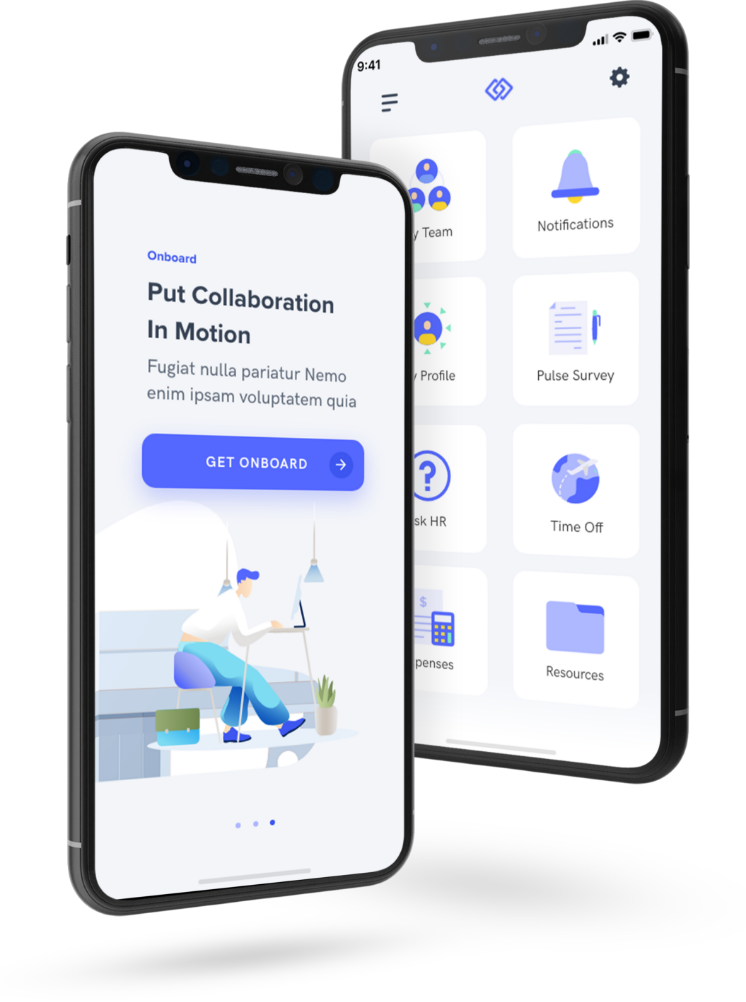 Onboard
Put Collaboration
In Motion
Fugiat nulla pariatur Nemo
enim ipsam voluptatem quia
GET ONBOARD
9:41
y Team
Notifications
Profile
Pulse Survey
?
sk HR
Time Off
$
penses
Resources